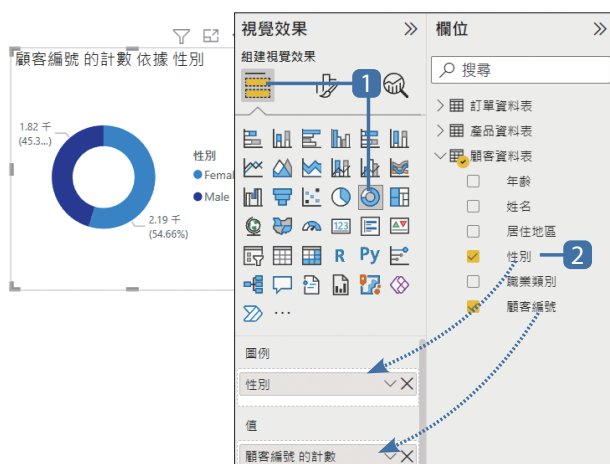 顧客編號 的計數 依據 性別
1.82 千
(45.3...)
2.19 千
(54.66%)
性別
Femal
Male
視覺效果
組建視覺效果
1
123
R
Py
...
圖例
性別
值
顧客編號 的計數
欄位
搜尋
訂單資料表
產品資料表
顧客資料表
年齡
姓名
居住地區
性別
2
職業類別
顧客編號